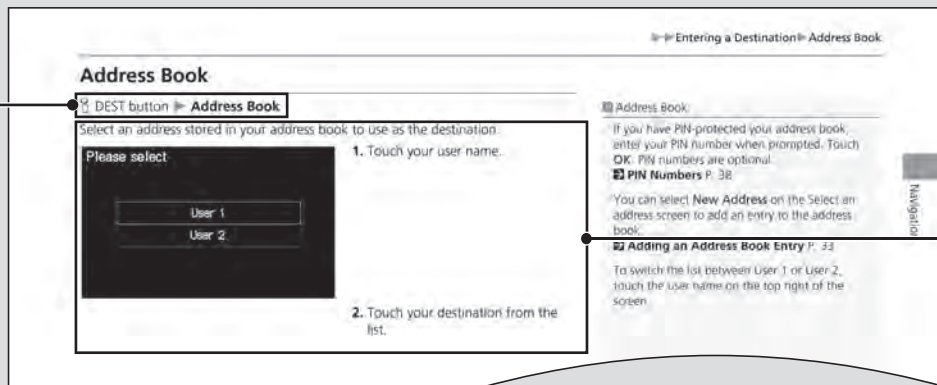 Entering a Destination Address Book
Address Book
DEST button Address Book
Select an address stored in your address book to use as the destination.
Please select
User 1
User 2
1. Touch your user name.
2. Touch your destination from the
list.
Address Book
If you have PIN-protected your address book,
enter your PIN number when prompted. Touch
OK. PIN numbers are optional.
PIN Numbers P. 38
You can select New Address on the Select an
address screen to add an entry to the address
book.
Adding an Address Book Entry P. 33
To switch the list between User 1 or User 2,
touch the user name on the top right of the
screen.
Navigation